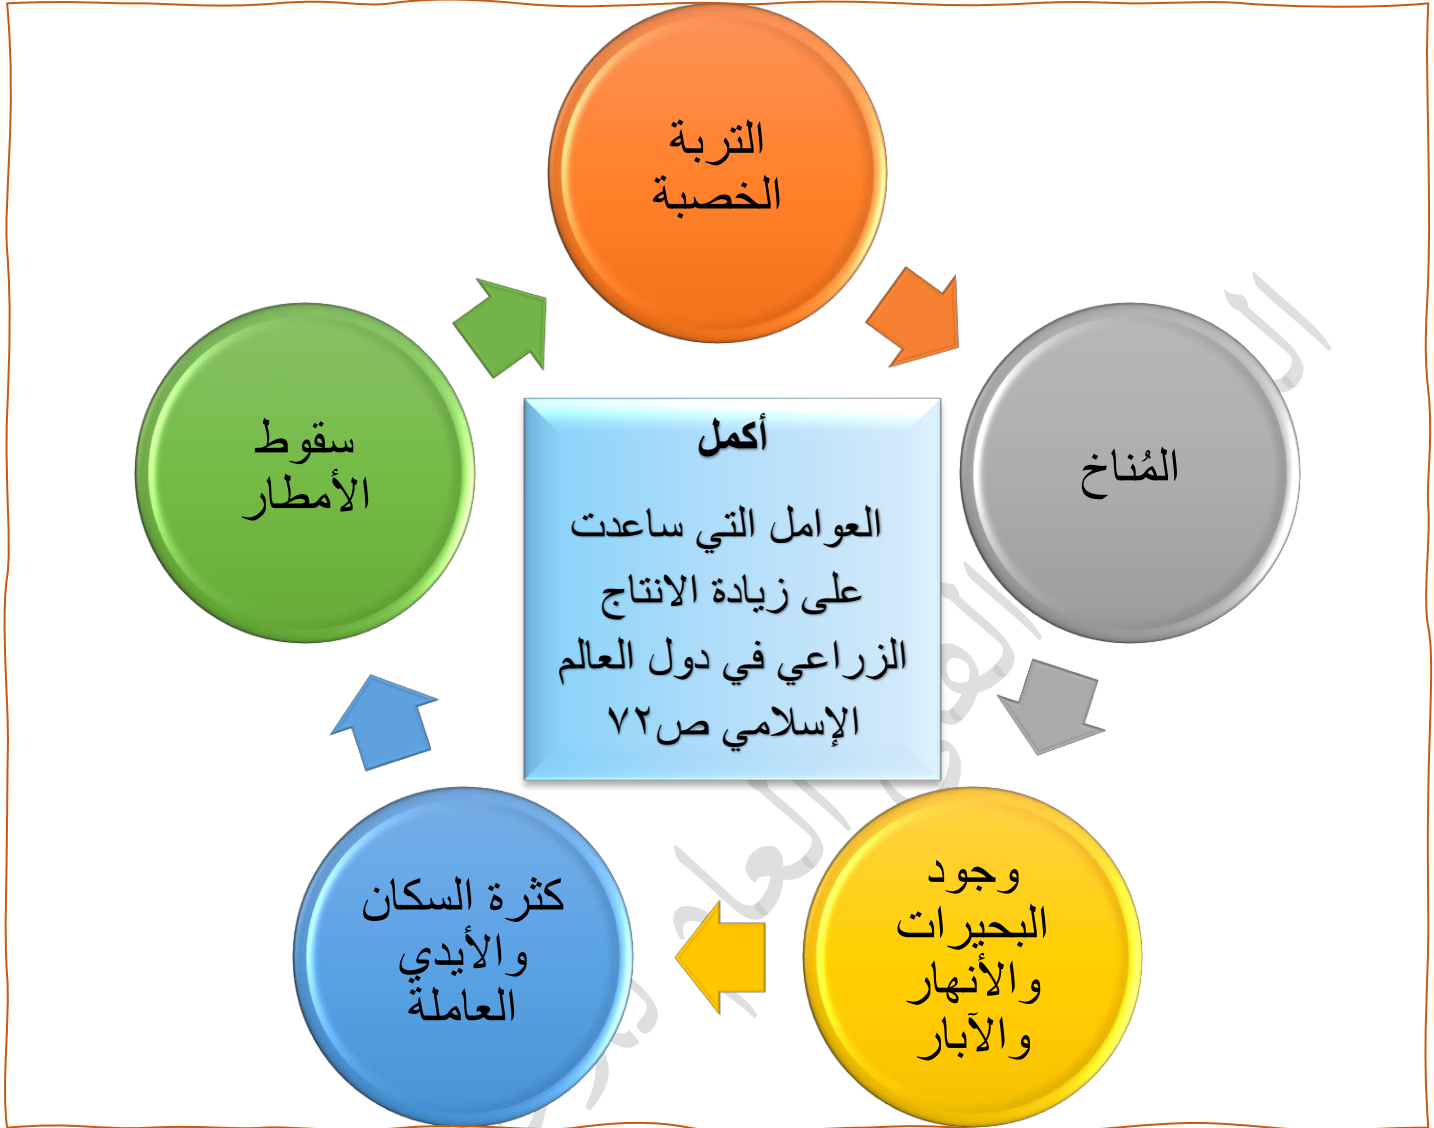 التربة
الخصبة
المُناخ
وجود
البحيرات
والأنهار
والآبار
كثرة السكان
والأيدي
العاملة
سقوط
الأمطار
أكمل
العوامل التي ساعدت
على زيادة الانتاج
الزراعي في دول العالم
الإسلامي ص٧٢